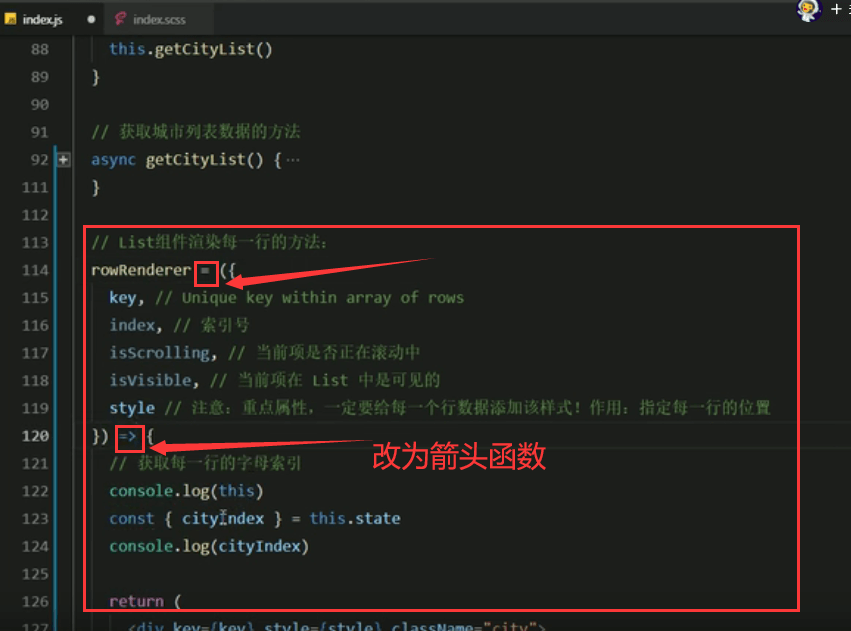 index.js
index.scss
88 this.getCityList()
89 }
90
91 // 获取城市列表数据的方法
92 async getCityList() { ···
111 }
112
113 // List组件渲染每一行的方法:
114 rowRenderer = ({
115 key, // Unique key within array of rows
116 index, // 索引号
117 isScrolling, // 当前项是否正在滚动中
118 isVisible, // 当前项在 List 中是可见的
119 style // 注意: 重点属性, 一定要给每一个行数据添加该样式! 作用: 指定每一行的位置
120 }) => {
改为箭头函数
121 // 获取每一行的字母索引
122 console.log(this)
123 const { cityIndex } = this.state
124 console.log(cityIndex)
125
126 return (
127 <div key={key} style={style} className="city">